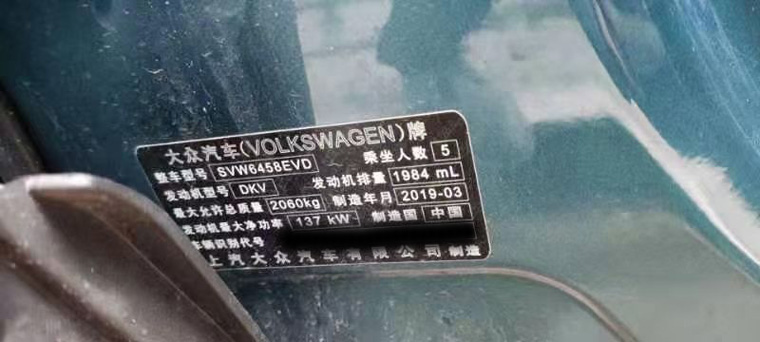 大众汽车(VOLKSWAGEN)牌
整车型号 SVW6458EVD 乘坐人数 5
发动机型号 DKV 发动机排量 1984 mL
最大允许总质量 2060kg 制造年月 2019-03
发动机最大净功率 137 kW 制造国 中国
车辆识别代号
上汽大众汽车有限公司制造